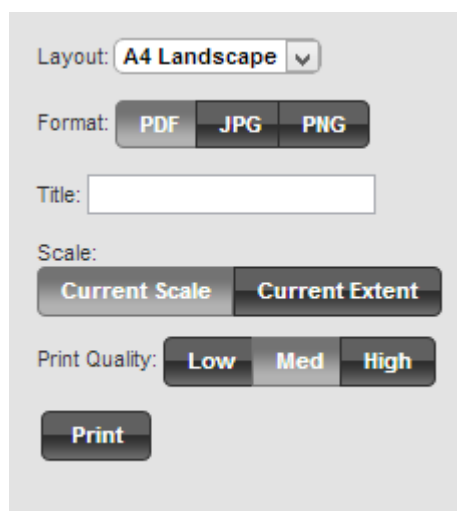 Layout: A4 Landscape
Format: PDF JPG PNG
Title:
Scale:
Current Scale Current Extent
Print Quality: Low Med High
Print